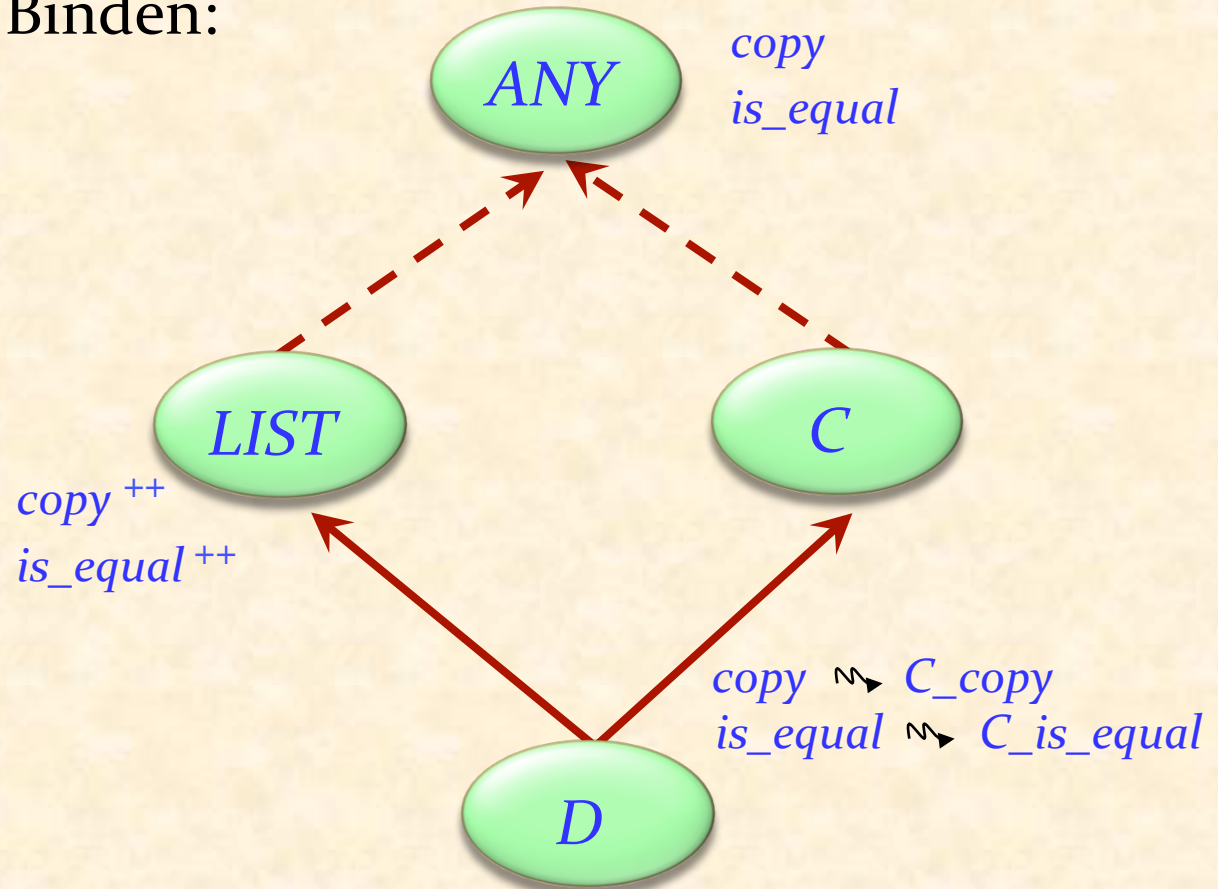 Binden:
ANY
copy
is_equal
LIST
C
copy ++
is_equal ++
copy C_copy
is_equal C_is_equal
D